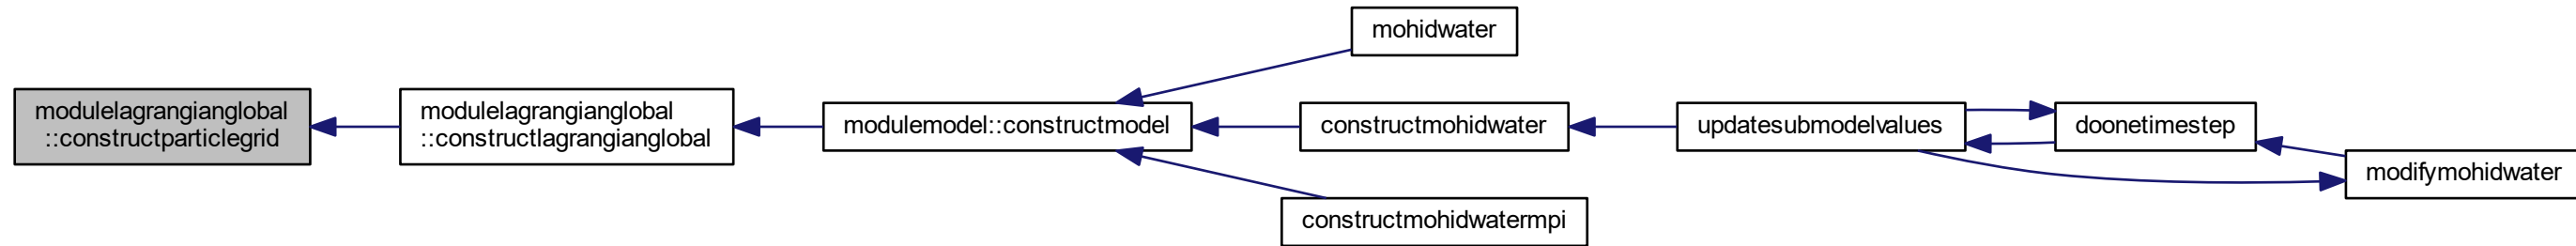 modulelagrangianglobal
::constructparticlegrid
modulelagrangianglobal
::constructlagrangianglobal
modulemodel::constructmodel
mohidwater
constructmohidwater
constructmohidwatermpi
updatesubmodelvalues
doonetimestep
modifymohidwater